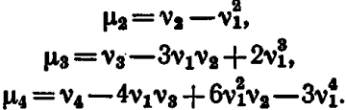 μ₂ = ν₂ − ν₁²,
μ₃ = ν₃ − 3ν₁ν₂ + 2ν₁³,
μ₄ = ν₄ − 4ν₁ν₃ + 6ν₁²ν₂ − 3ν₁⁴.